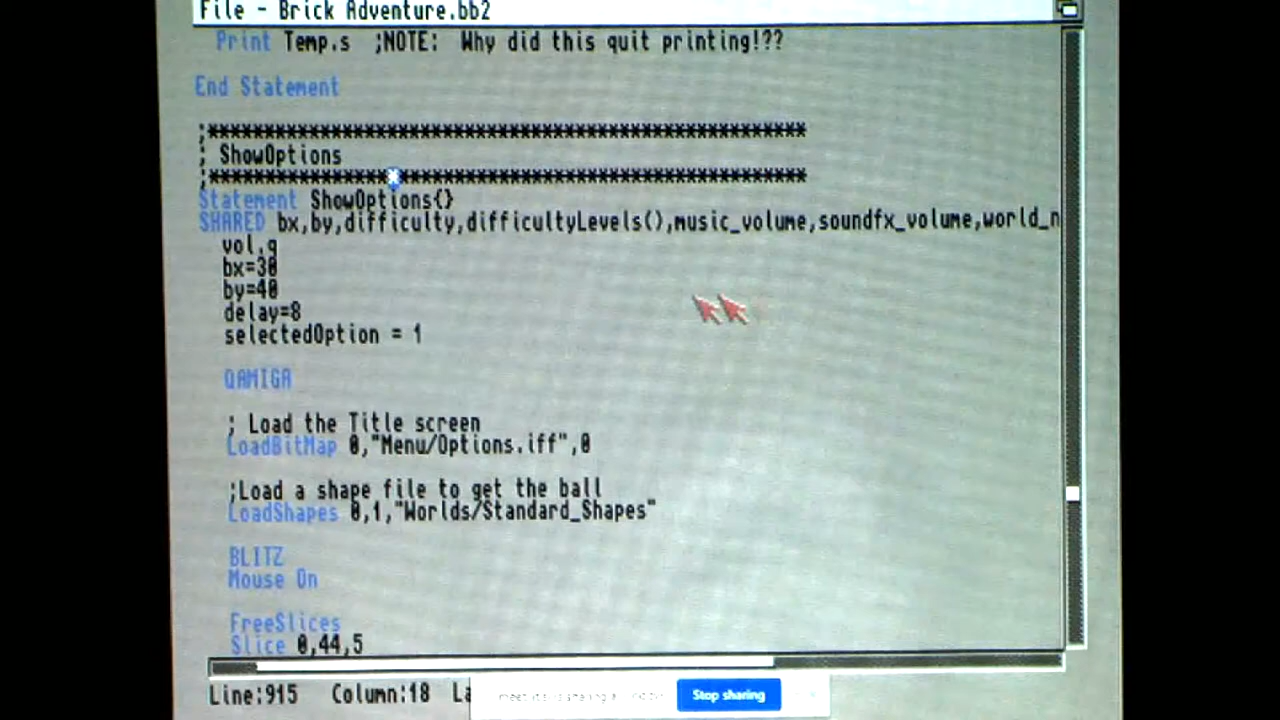 File - Brick Adventure.bb2
Print Temp.s ;NOTE: Why did this quit printing!??
End Statement
;******************************************************
; ShowOptions
;******************************************************
Statement ShowOptions{}
SHARED bx,by,difficulty,difficultyLevels(),music_volume,soundfx_volume,world_n
vol.q
bx=30
by=40
delay=8
selectedOption = 1
QAMIGA
; Load the Title screen
LoadBitMap 0,"Menu/Options.iff",0
;Load a shape file to get the ball
LoadShapes 0,1,"Worlds/Standard_Shapes"
BLITZ
Mouse On
FreeSlices
Slice 0,44,5
Line:915 Column:18 La
Stop sharing